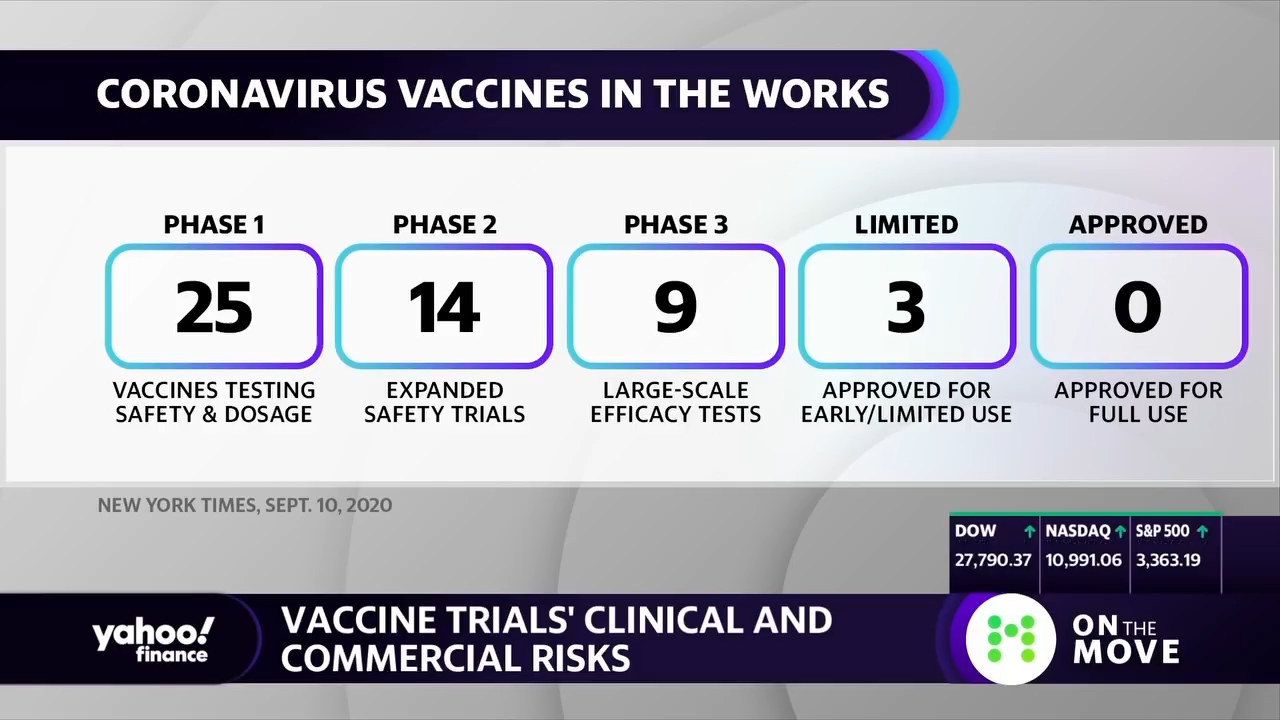 CORONAVIRUS VACCINES IN THE WORKS
PHASE 1
25
VACCINES TESTING
SAFETY & DOSAGE
PHASE 2
14
EXPANDED
SAFETY TRIALS
PHASE 3
9
LARGE-SCALE
EFFICACY TESTS
LIMITED
3
APPROVED FOR
EARLY/LIMITED USE
APPROVED
0
APPROVED FOR
FULL USE
NEW YORK TIMES, SEPT. 10, 2020
DOW
27,790.37
NASDAQ
10,991.06
S&P 500
3,363.19
yahoo!
finance
VACCINE TRIALS' CLINICAL AND
COMMERCIAL RISKS
ON THE
MOVE